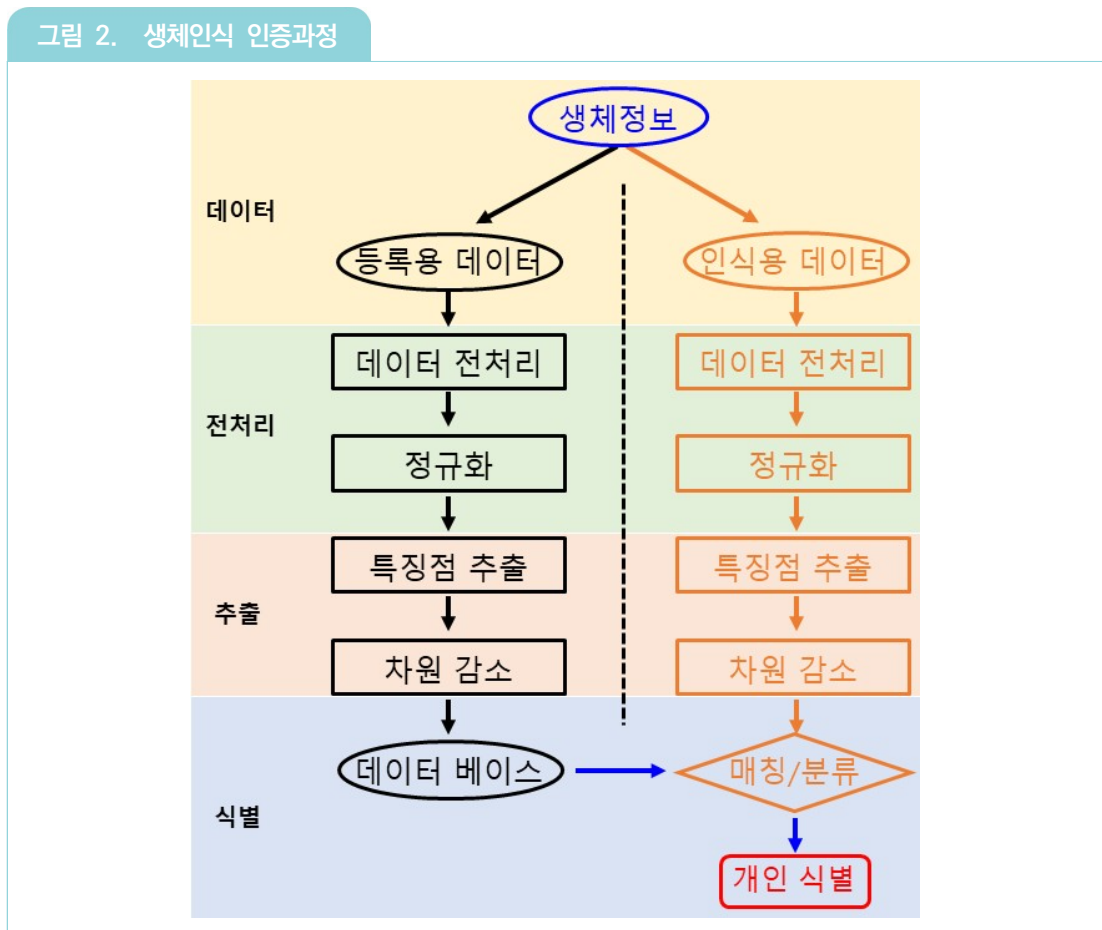 그림 2. 생체인식 인증과정
생체정보
데이터
등록용 데이터 인식용 데이터
데이터 전처리 데이터 전처리
전처리
정규화 정규화
특징점 추출 특징점 추출
추출
차원 감소 차원 감소
데이터 베이스 매칭/분류
식별
개인 식별